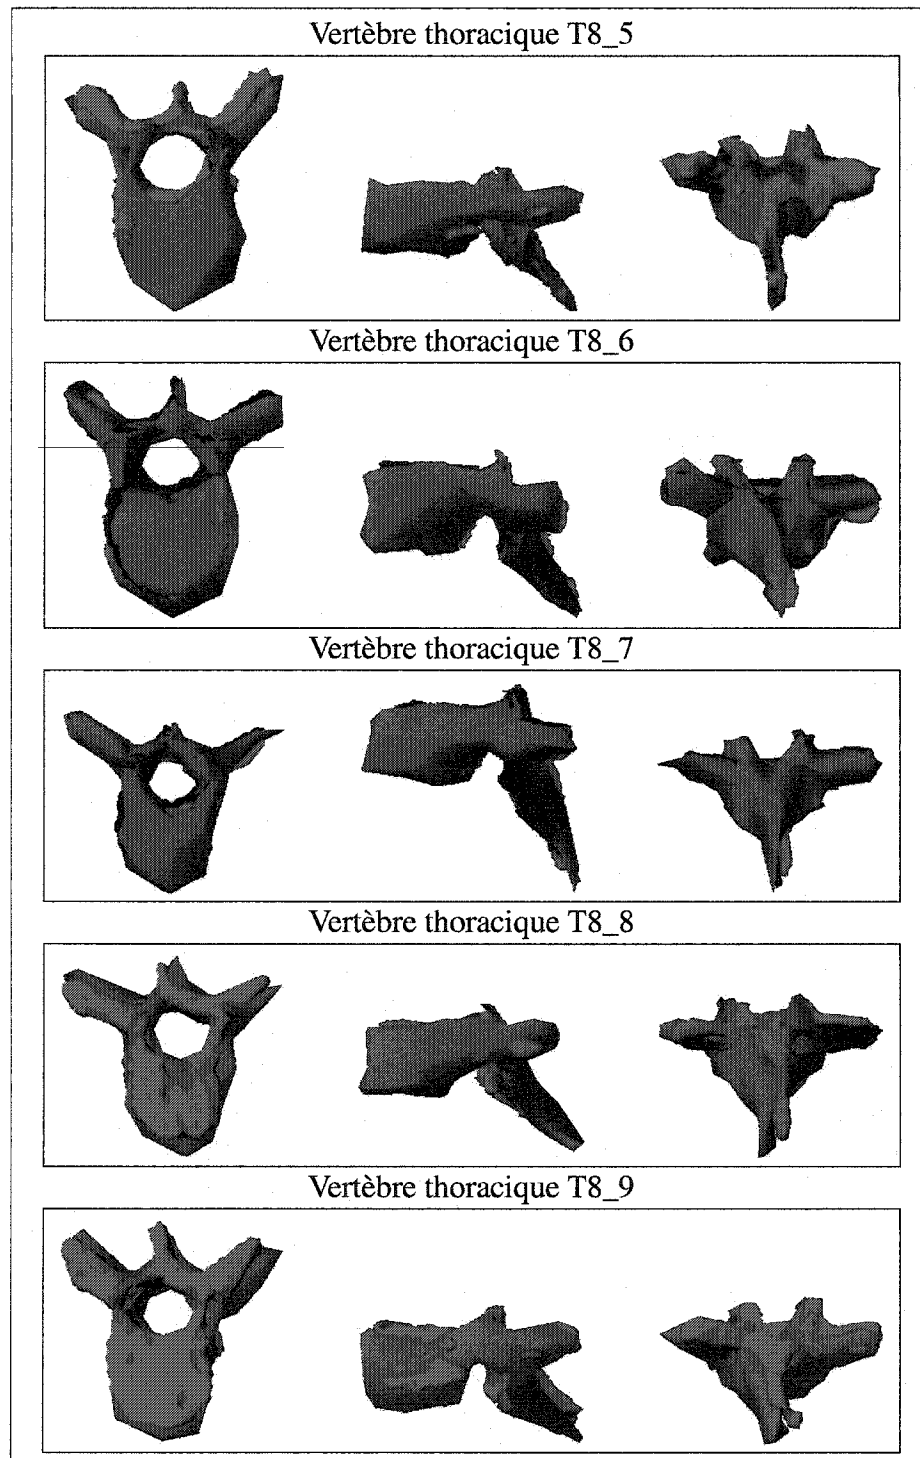 Vertèbre thoracique T8_5
Vertèbre thoracique T8_6
Vertèbre thoracique T8_7
Vertèbre thoracique T8_8
Vertèbre thoracique T8_9